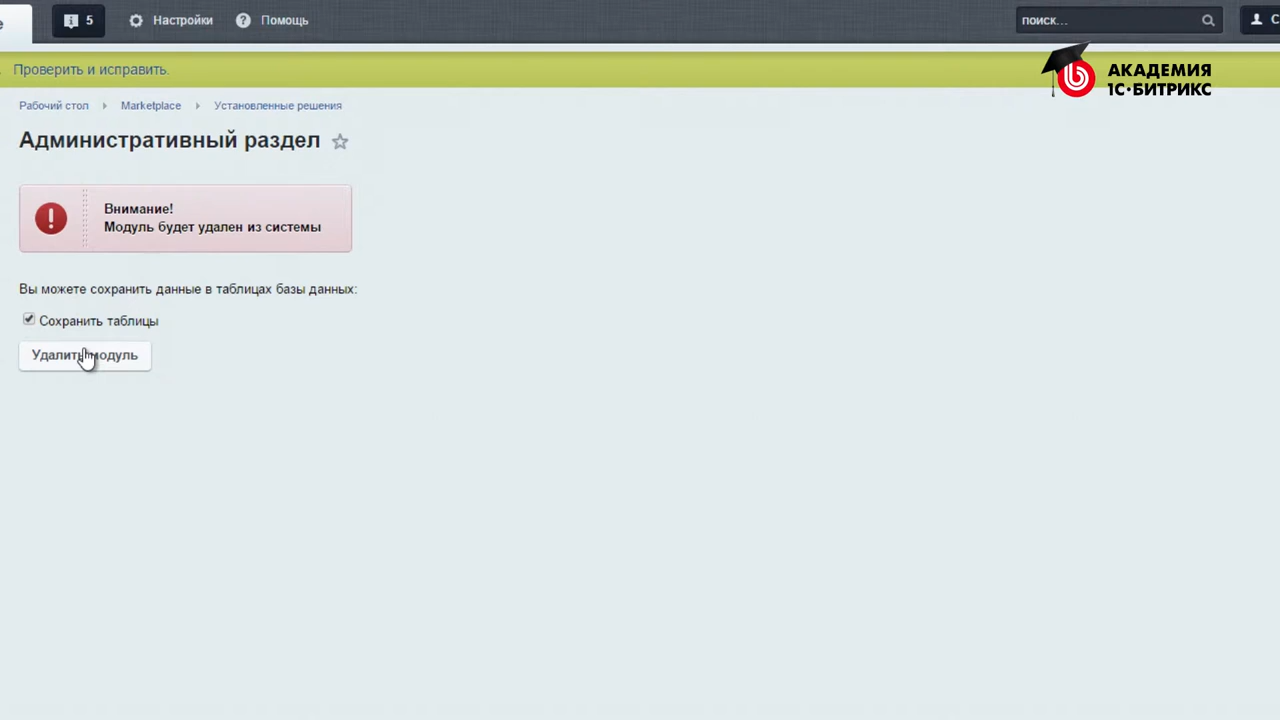 е
5
Настройки
Помощь
поиск...
С
Проверить и исправить.
АКАДЕМИЯ
1С·БИТРИКС
Рабочий стол
Marketplace
Установленные решения
Административный раздел
Внимание!
Модуль будет удален из системы
Вы можете сохранить данные в таблицах базы данных:
Сохранить таблицы
Удалить модуль